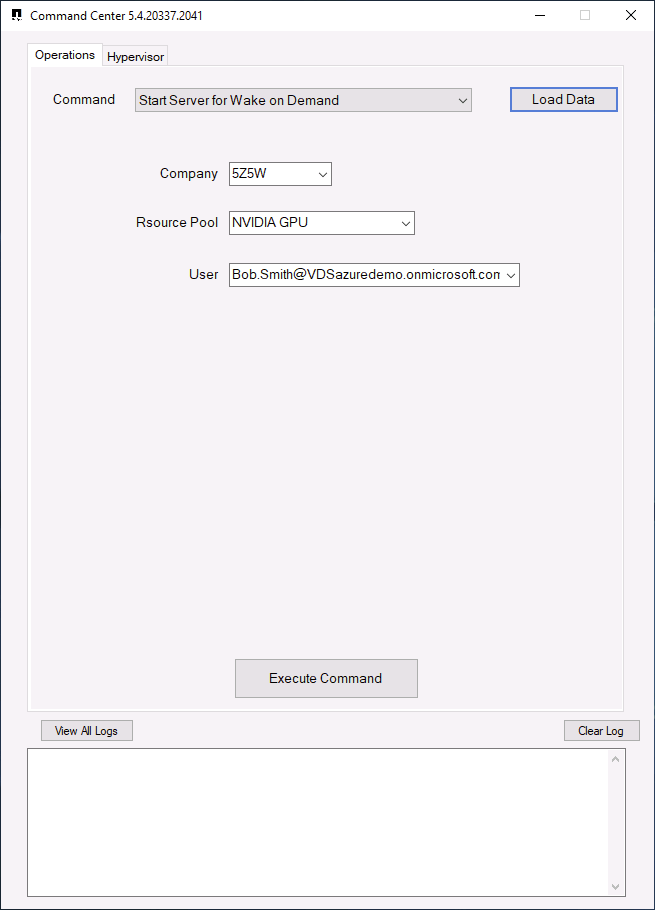 Command Center 5.4.20337.2041
Operations
Hypervisor
Command
Start Server for Wake on Demand
Load Data
Company
5Z5W
Rsource Pool
NVIDIA GPU
User
Bob.Smith@VDSazuredemo.onmicrosoft.com
Execute Command
View All Logs
Clear Log